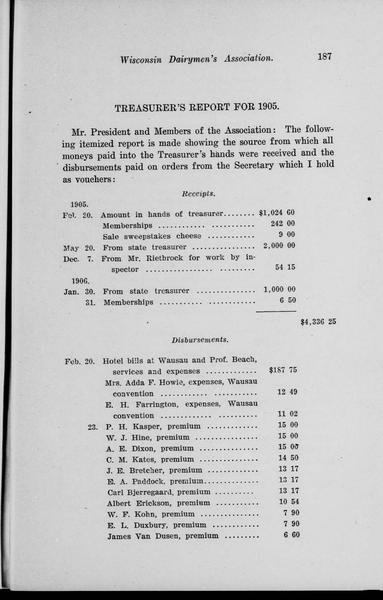 Wisconsin Dairymen's Association. 187
TREASURER'S REPORT FOR 1905.
Mr. President and Members of the Association: The follow-
ing itemized report is made showing the source from which all
moneys paid into the Treasurer's hands were received and the
disbursements paid on orders from the Secretary which I hold
as vouchers:
Receipts.
1905.
Feb. 20. Amount in hands of treasurer........ $1,024 60
Memberships ............ ........... 242 00
Sale sweepstakes cheese ............ 9 00
May 20. From state treasurer ................ 2,000 00
Dec. 7. From Mr. Rietbrock for work by in-
spector ................ ........... 54 15
1906.
Jan. 30. From state treasurer ............... 1,000 00
31. Memberships ........... ............ 6 50
$4,336 25
Disbursements.
Feb. 20. Hotel bills at Wausau and Prof. Beach,
services and expenses ............. $187 75
Mrs. Adda F. Howie, expenses, Wausau
convention ............ ............ 12 49
E. H. Farrington, expenses, Wausau
convention ............ ............ 11 02
23. P. H. Kasper, premium ............... 15 00
W. J. Hine, premium ................ 15 00
A. E. Dixon, premium ............... 15 00
C. M. Kates, premium ............... 14 50
J. E. Bretcher, premium ............. 13 17
E. A. Paddock, premium.............. 13 17
Carl Bjerregaard, premium .......... 13 17
Albert Erickson, premium ............ 10 54
W. F. Kohn, premium ............... 7 90
E. L. Duxbury, premium ............ 7 90
James Van Dusen, premium ......... 6 60